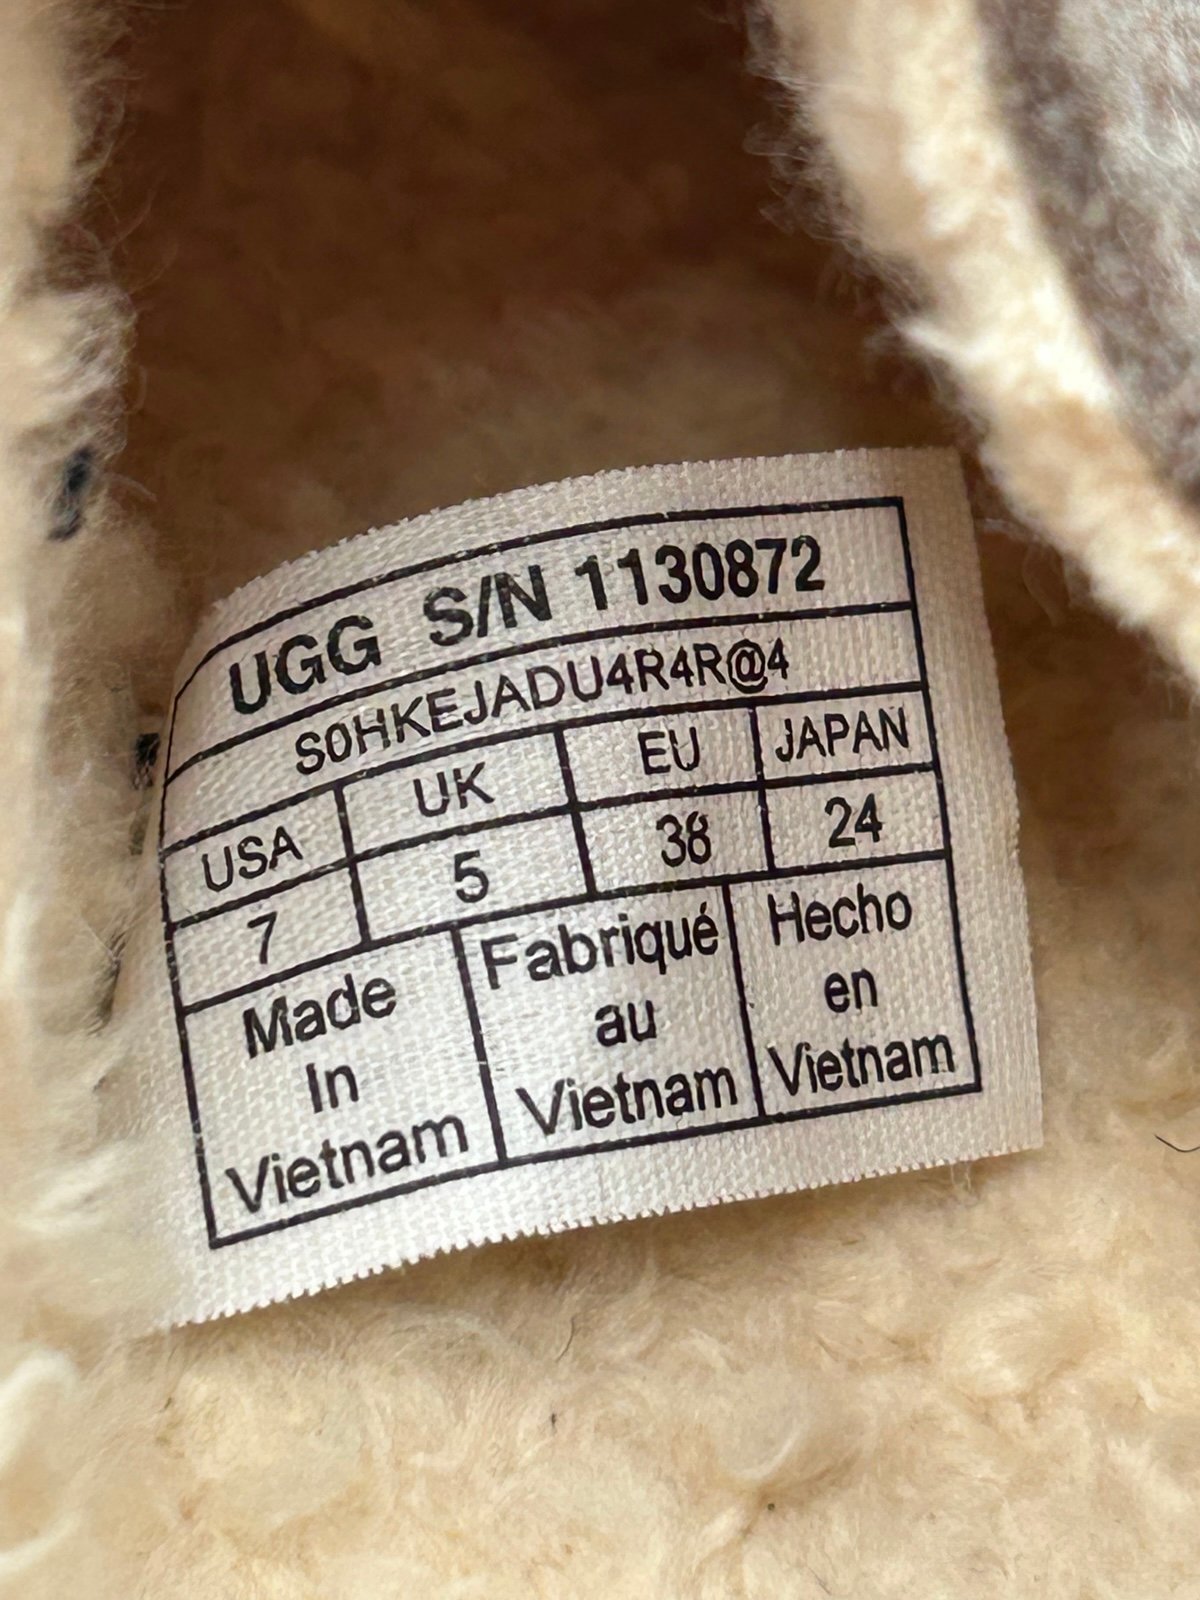 UGG S/N 1130872
S0HKEJADU4R4R@4
USA UK EU JAPAN
7 5 38 24
Made
In
Vietnam
Fabriqué
au
Vietnam
Hecho
en
Vietnam